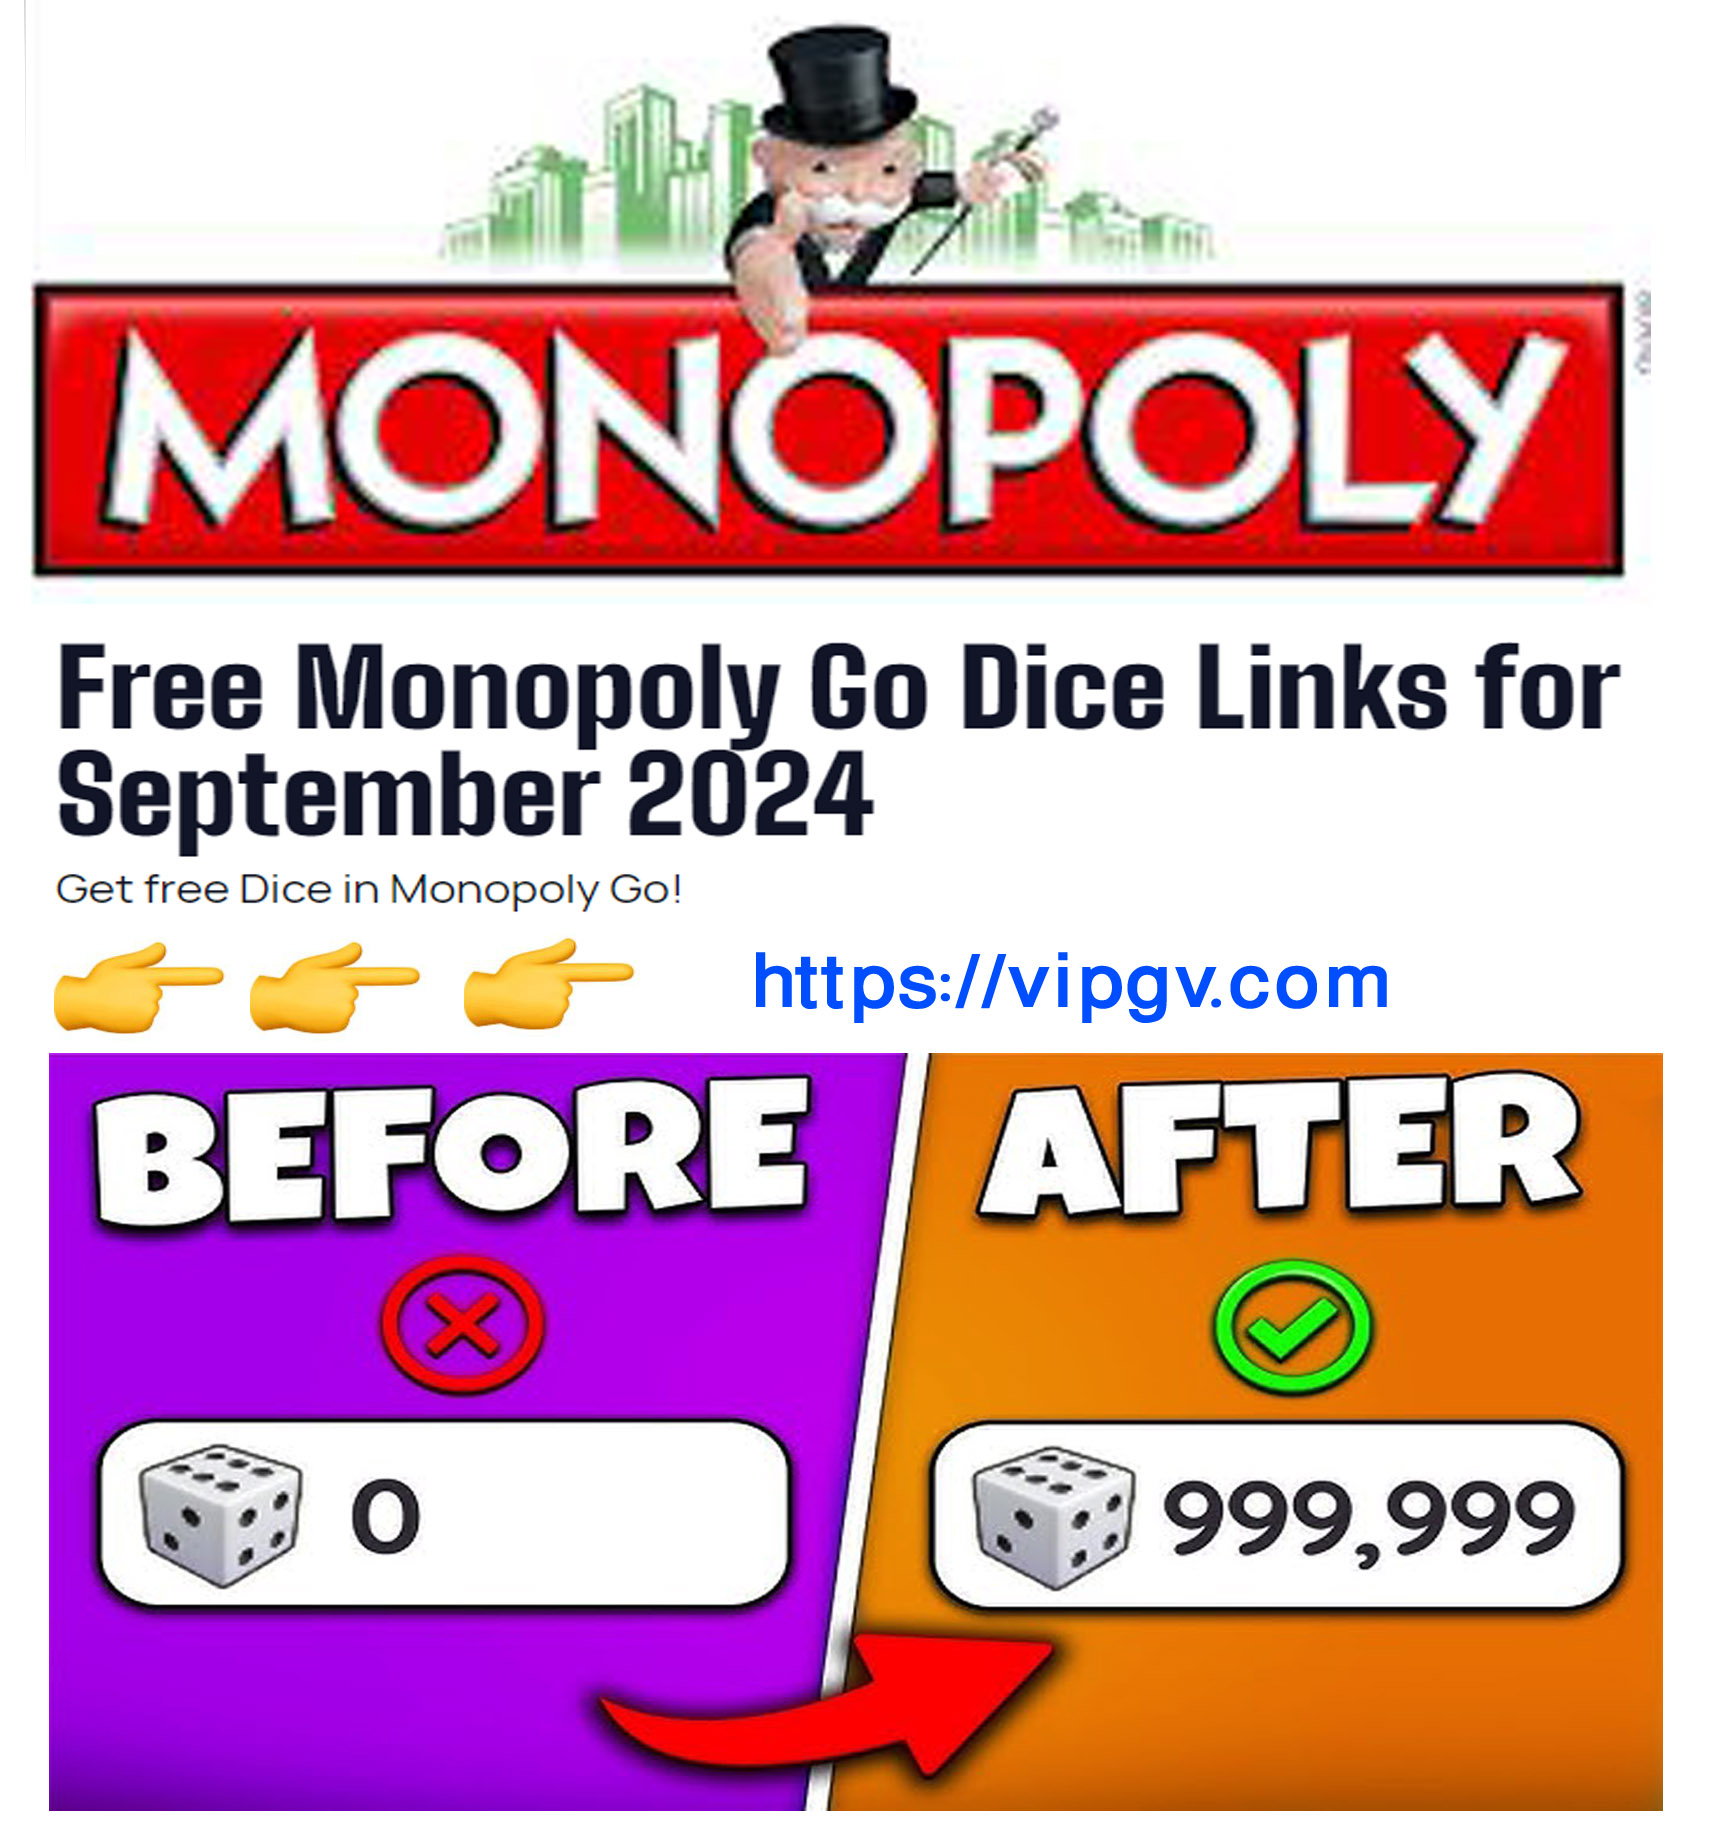 MONOPOLY
Free Monopoly Go Dice Links for
September 2024
Get free Dice in Monopoly Go!
https://vipgv.com
BEFORE
AFTER
0
999,999